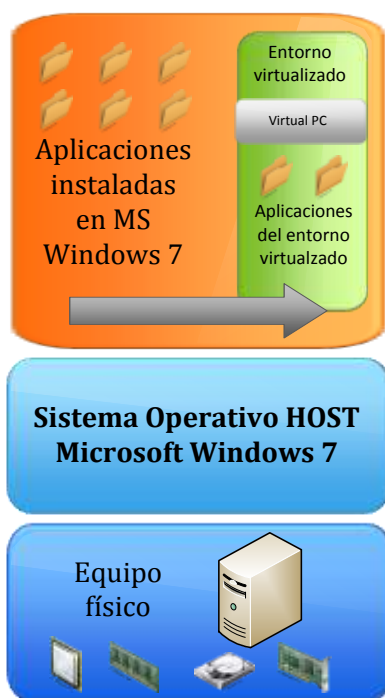 Aplicaciones
instaladas
en MS
Windows 7
Entorno
virtualizado
Virtual PC
Aplicaciones
del entorno
virtualzado
Sistema Operativo HOST
Microsoft Windows 7
Equipo
físico